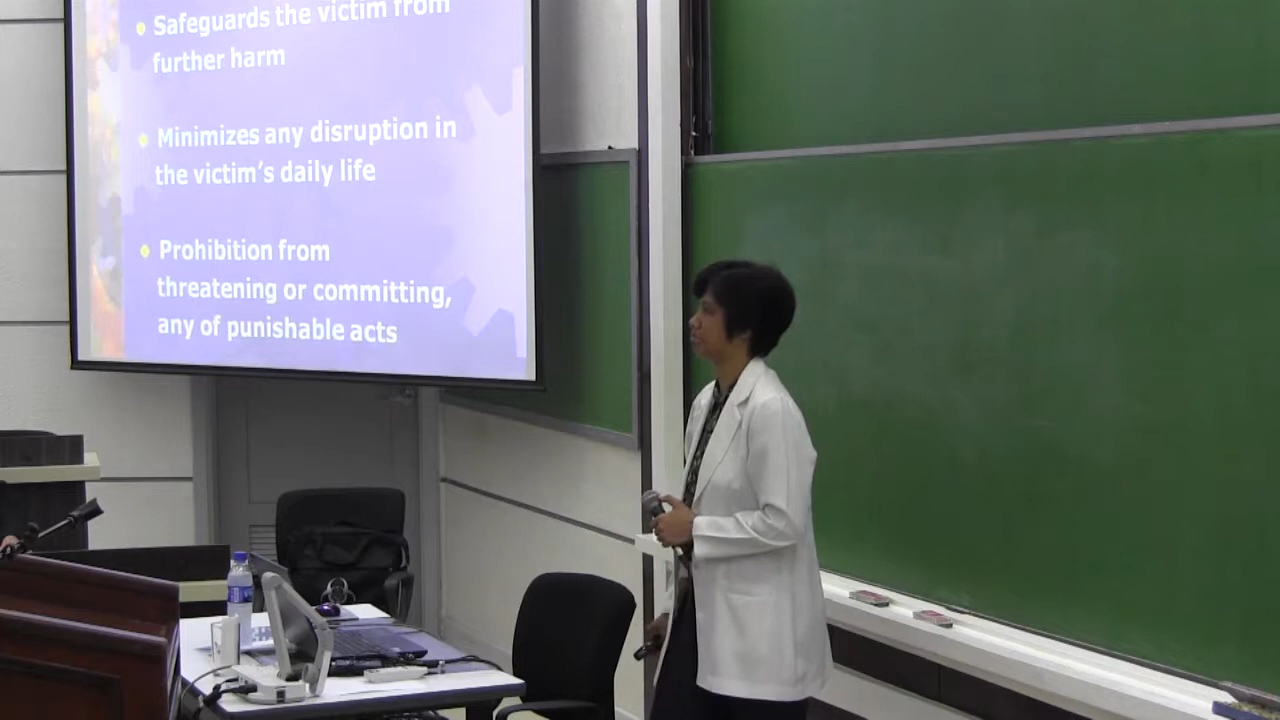 Safeguards the victim from
further harm
Minimizes any disruption in
the victim's daily life
Prohibition from
threatening or committing,
any of punishable acts